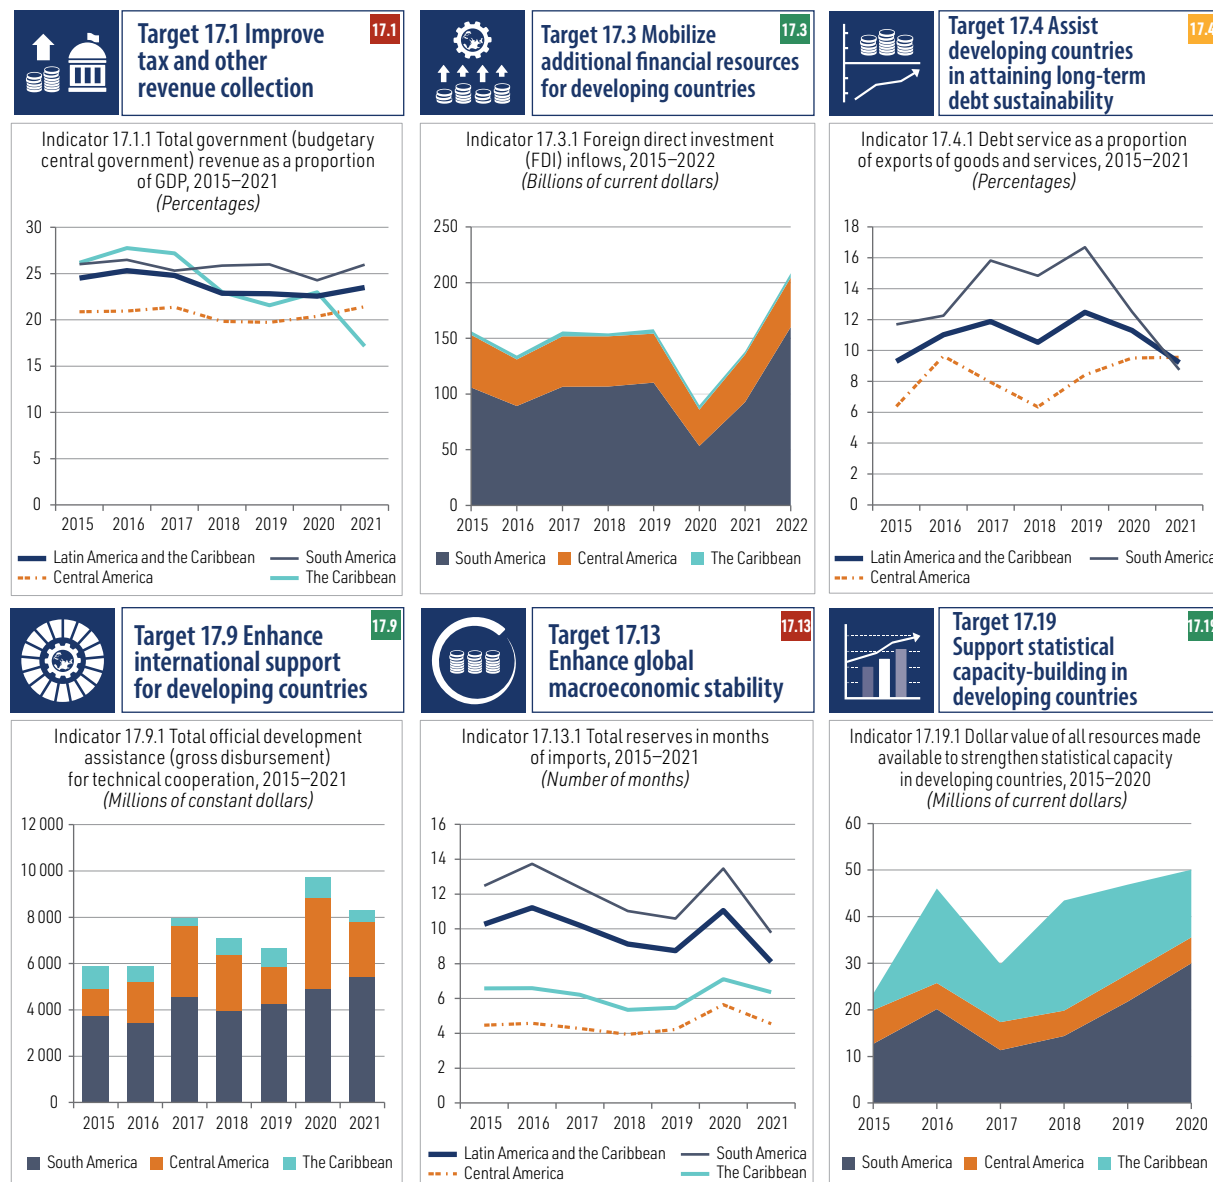 Target 17.1 Improve
tax and other
revenue collection
17.1
Indicator 17.1.1 Total government (budgetary
central government) revenue as a proportion
of GDP, 2015–2021
(Percentages)
30
25
20
15
10
5
0
2015 2016 2017 2018 2019 2020 2021
Latin America and the Caribbean South America
Central America The Caribbean
Target 17.3 Mobilize
additional financial resources
for developing countries
17.3
Indicator 17.3.1 Foreign direct investment
(FDI) inflows, 2015–2022
(Billions of current dollars)
250
200
150
100
50
0
2015 2016 2017 2018 2019 2020 2021 2022
South America Central America The Caribbean
Target 17.4 Assist
developing countries
in attaining long-term
debt sustainability
17.4
Indicator 17.4.1 Debt service as a proportion
of exports of goods and services, 2015–2021
(Percentages)
18
16
14
12
10
8
6
4
2
0
2015 2016 2017 2018 2019 2020 2021
Latin America and the Caribbean South America
Central America
Target 17.9 Enhance
international support
for developing countries
17.9
Indicator 17.9.1 Total official development
assistance (gross disbursement)
for technical cooperation, 2015–2021
(Millions of constant dollars)
12 000
10 000
8 000
6 000
4 000
2 000
0
2015 2016 2017 2018 2019 2020 2021
South America Central America The Caribbean
Target 17.13
Enhance global
macroeconomic stability
17.13
Indicator 17.13.1 Total reserves in months
of imports, 2015–2021
(Number of months)
16
14
12
10
8
6
4
2
0
2015 2016 2017 2018 2019 2020 2021
Latin America and the Caribbean South America
Central America The Caribbean
Target 17.19
Support statistical
capacity-building in
developing countries
17.19
Indicator 17.19.1 Dollar value of all resources made
available to strengthen statistical capacity
in developing countries, 2015–2020
(Millions of current dollars)
60
50
40
30
20
10
0
2015 2016 2017 2018 2019 2020
South America Central America The Caribbean